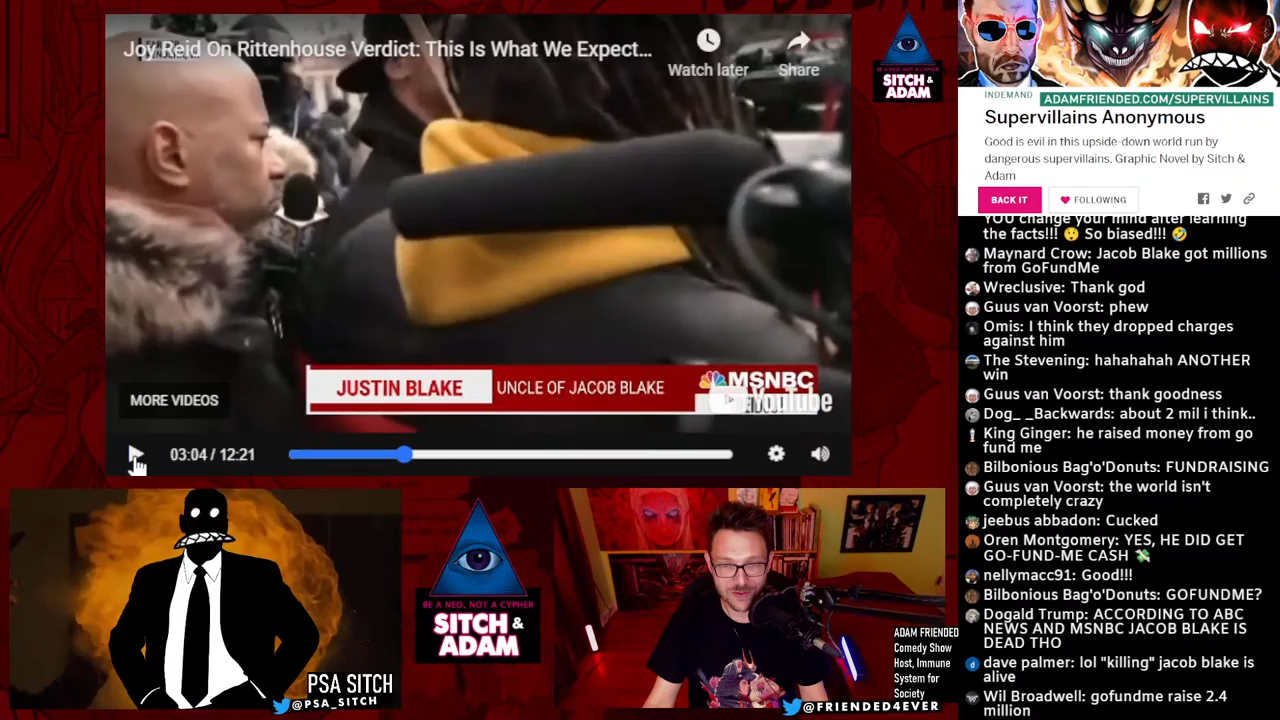 Joy Reid On Rittenhouse Verdict: This Is What We Expect...
Watch later
Share
BE A NEO, NOT A CYPHER
SITCH &
ADAM
INDEMAND
ADAMFRIENDED.COM/SUPERVILLAINS
Supervillains Anonymous
Good is evil in this upside-down world run by
dangerous supervillains. Graphic Novel by Sitch &
Adam
BACK IT
FOLLOWING
YOU change your mind after learning
the facts!!! 😲 So biased!!! 🤣
Maynard Crow: Jacob Blake got millions
from GoFundMe
Wreclusive: Thank god
Guus van Voorst: phew
Omis: I think they dropped charges
against him
The Stevening: hahahahah ANOTHER
win
Guus van Voorst: thank goodness
Dog_ _Backwards: about 2 mil i think..
King Ginger: he raised money from go
fund me
Bilbonious Bag'o'Donuts: FUNDRAISING
Guus van Voorst: the world isn't
completely crazy
jeebus abbadon: Cucked
Oren Montgomery: YES, HE DID GET
GO-FUND-ME CASH 💸
nellymacc91: Good!!!
Bilbonious Bag'o'Donuts: GOFUNDME?
Dogald Trump: ACCORDING TO ABC
NEWS AND MSNBC JACOB BLAKE IS
DEAD THO
dave palmer: lol "killing" jacob blake is
alive
Wil Broadwell: gofundme raise 2.4
million
JUSTIN BLAKE
UNCLE OF JACOB BLAKE
MSNBC
YouTube
MORE VIDEOS
03:04 / 12:21
PSA SITCH
@PSA_SITCH
BE A NEO, NOT A CYPHER
SITCH &
ADAM
ADAM FRIENDED
Comedy Show
Host, Immune
System for
Society
@FRIENDED4EVER